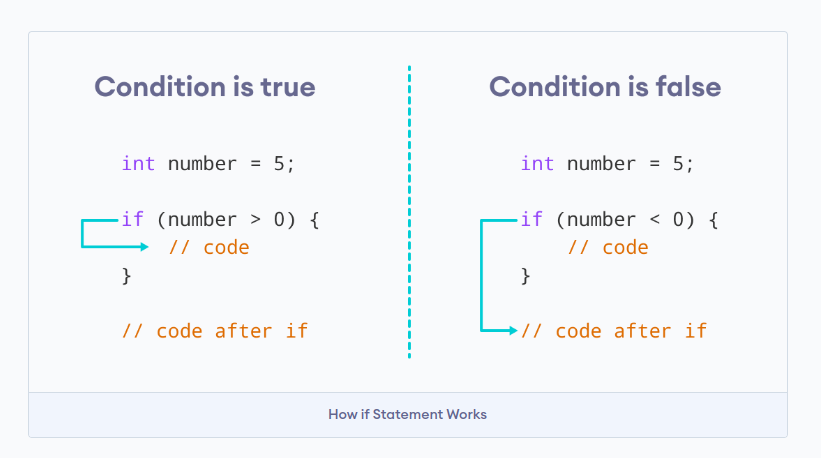 Condition is true
int number = 5;
if (number > 0) {
// code
}
// code after if
Condition is false
int number = 5;
if (number < 0) {
// code
}
// code after if
How if Statement Works